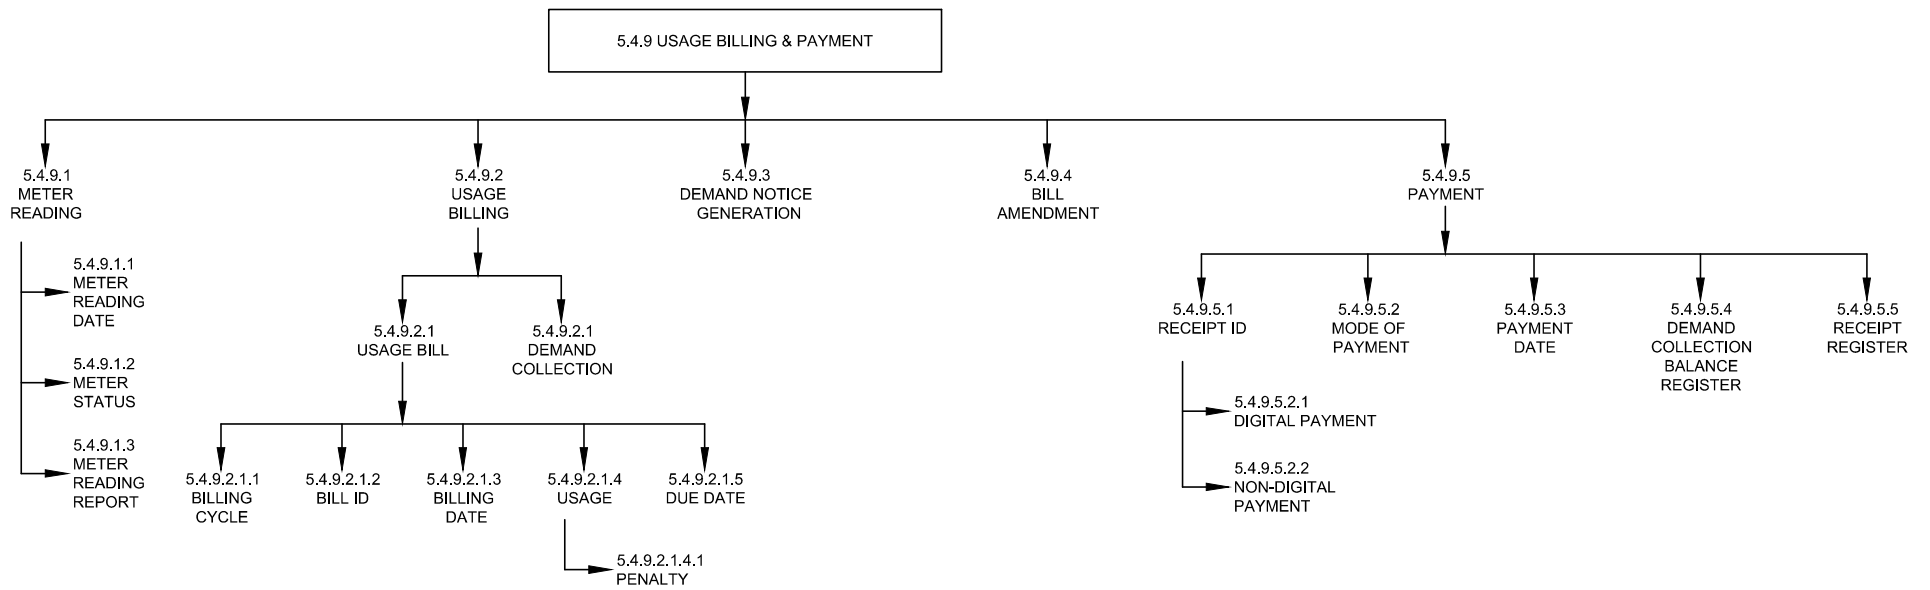 5.4.9 USAGE BILLING & PAYMENT
5.4.9.1
METER
READING
5.4.9.2
USAGE
BILLING
5.4.9.3
DEMAND NOTICE
GENERATION
5.4.9.4
BILL
AMENDMENT
5.4.9.5
PAYMENT
5.4.9.1.1
METER
READING
DATE
5.4.9.1.2
METER
STATUS
5.4.9.1.3
METER
READING
REPORT
5.4.9.2.1
USAGE BILL
5.4.9.2.1
DEMAND
COLLECTION
5.4.9.2.1.1
BILLING
CYCLE
5.4.9.2.1.2
BILL ID
5.4.9.2.1.3
BILLING
DATE
5.4.9.2.1.4
USAGE
5.4.9.2.1.5
DUE DATE
5.4.9.2.1.4.1
PENALTY
5.4.9.5.1
RECEIPT ID
5.4.9.5.2
MODE OF
PAYMENT
5.4.9.5.3
PAYMENT
DATE
5.4.9.5.4
DEMAND
COLLECTION
BALANCE
REGISTER
5.4.9.5.5
RECEIPT
REGISTER
5.4.9.5.2.1
DIGITAL PAYMENT
5.4.9.5.2.2
NON-DIGITAL
PAYMENT